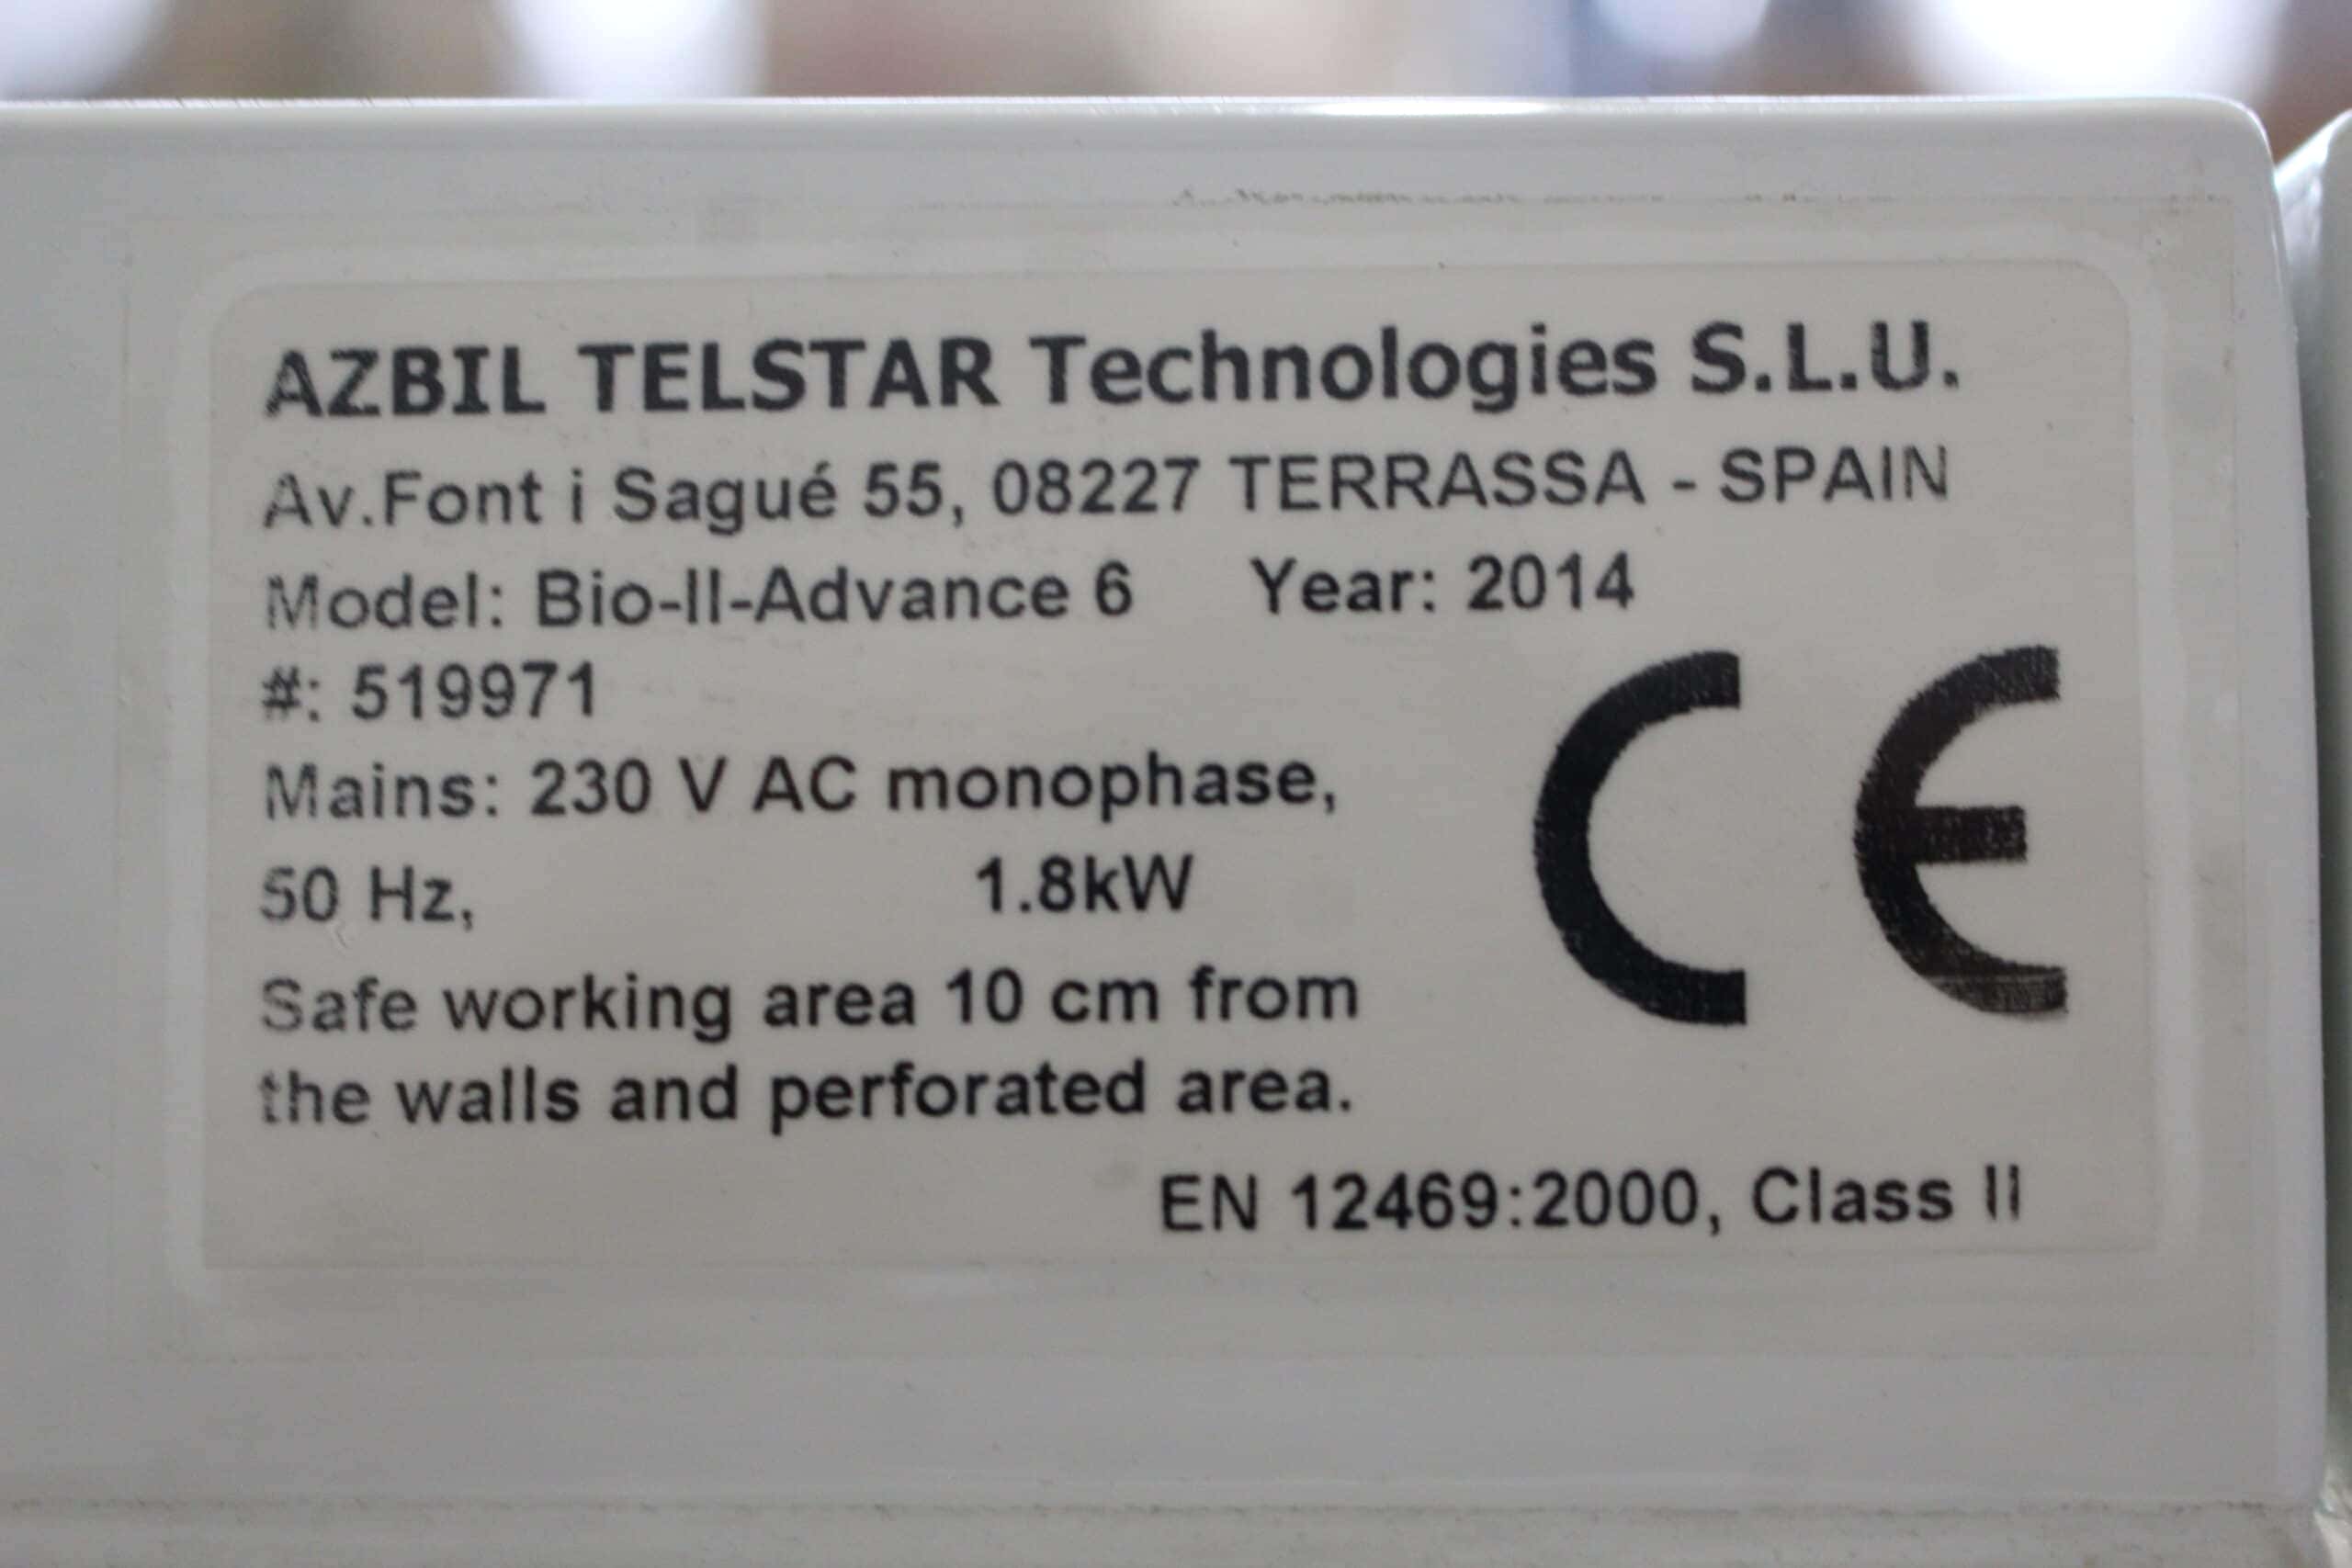 AZBIL TELSTAR Technologies S.L.U.
Av.Font i Sagué 55, 08227 TERRASSA - SPAIN
Model: Bio-II-Advance 6 Year: 2014
#: 519971
Mains: 230 V AC monophase,
50 Hz, 1.8kW
CE
Safe working area 10 cm from
the walls and perforated area.
EN 12469:2000, Class II